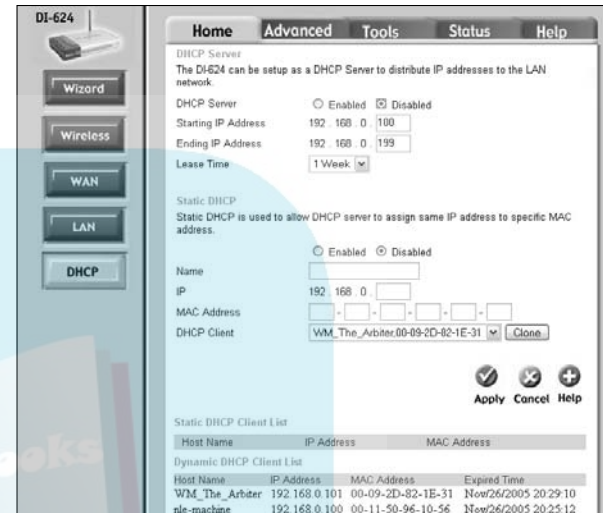 DI-624
Home Advanced Tools Status Help
Wizard
Wireless
WAN
LAN
DHCP
DHCP Server
The DI-624 can be setup as a DHCP Server to distribute IP addresses to the LAN
network.
DHCP Server Enabled Disabled
Starting IP Address 192 . 168 . 0 . 100
Ending IP Address 192 . 168 . 0 . 199
Lease Time 1 Week
Static DHCP
Static DHCP is used to allow DHCP server to assign same IP address to specific MAC
address.
Enabled Disabled
Name
IP 192 . 168 . 0 .
MAC Address - - - - -
DHCP Client WM_The_Arbiter,00-09-2D-82-1E-31 Clone
Apply Cancel Help
Static DHCP Client List
Host Name IP Address MAC Address
Dynamic DHCP Client List
Host Name IP Address MAC Address Expired Time
WM_The_Arbiter 192.168.0.101 00-09-2D-82-1E-31 Nov/26/2005 20:29:10
nle-machine 192.168.0.100 00-11-50-96-10-56 Nov/26/2005 20:25:12
oks